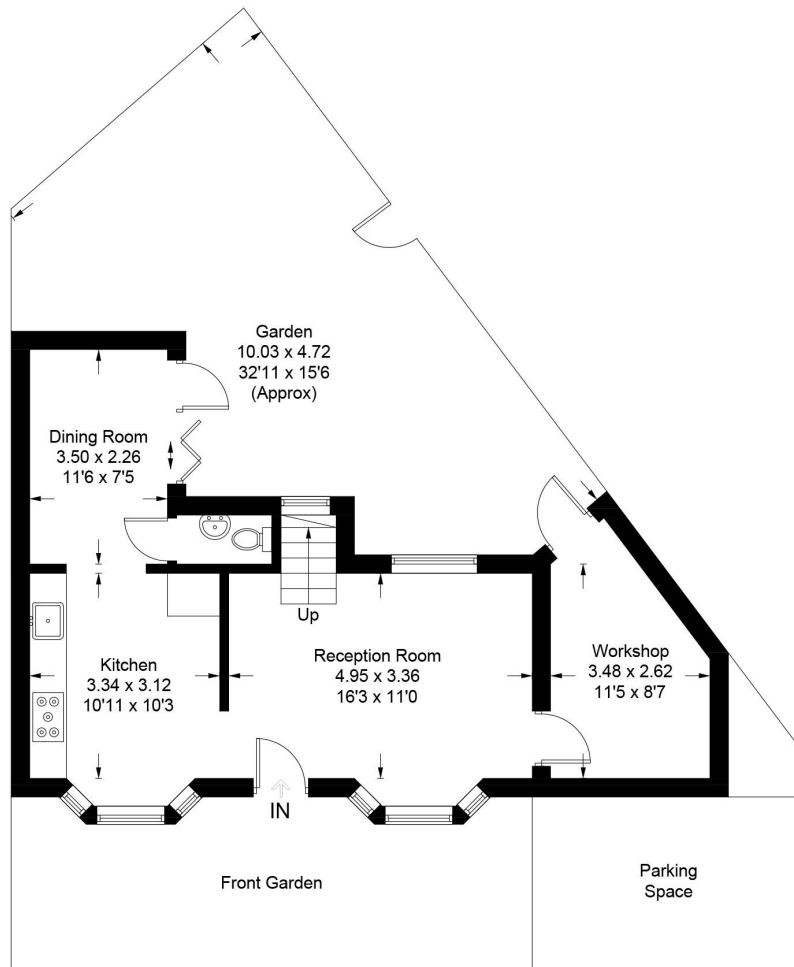 Garden
10.03 x 4.72
32'11 x 15'6
(Approx)
Dining Room
3.50 x 2.26
11'6 x 7'5
Up
Kitchen
3.34 x 3.12
10'11 x 10'3
Reception Room
4.95 x 3.36
16'3 x 11'0
Workshop
3.48 x 2.62
11'5 x 8'7
IN
Front Garden
Parking
Space